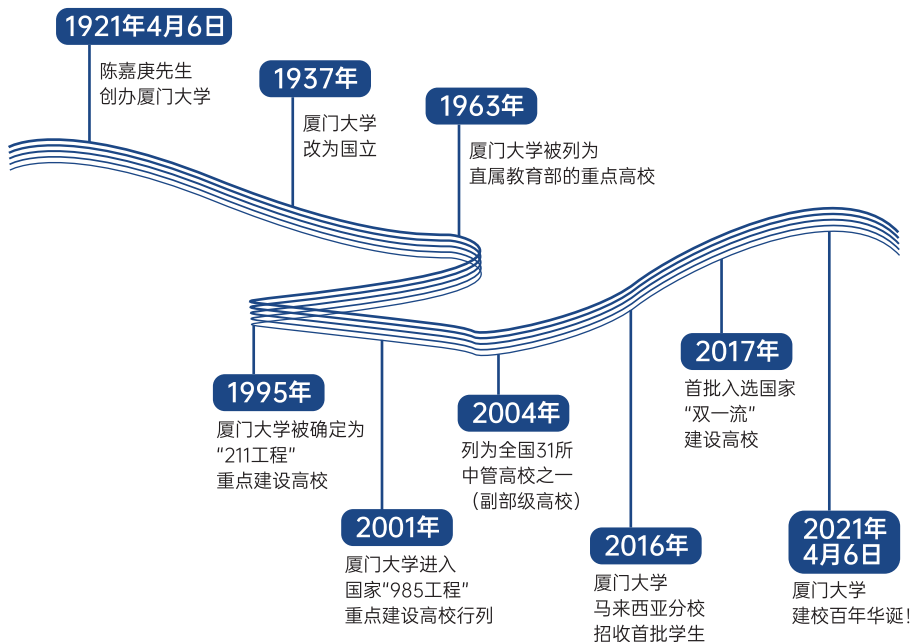 1921年4月6日
陈嘉庚先生
创办厦门大学
1937年
厦门大学
改为国立
1963年
厦门大学被列为
直属教育部的重点高校
1995年
厦门大学被确定为
“211工程”
重点建设高校
2001年
厦门大学进入
国家“985工程”
重点建设高校行列
2004年
列为全国31所
中管高校之一
（副部级高校）
2016年
厦门大学
马来西亚分校
招收首批学生
2017年
首批入选国家
“双一流”
建设高校
2021年
4月6日
厦门大学
建校百年华诞！